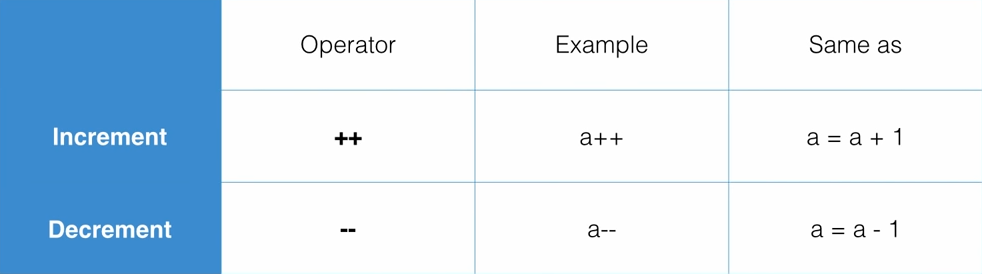 Operator Example Same as
Increment ++ a++ a = a + 1
Decrement -- a-- a = a - 1